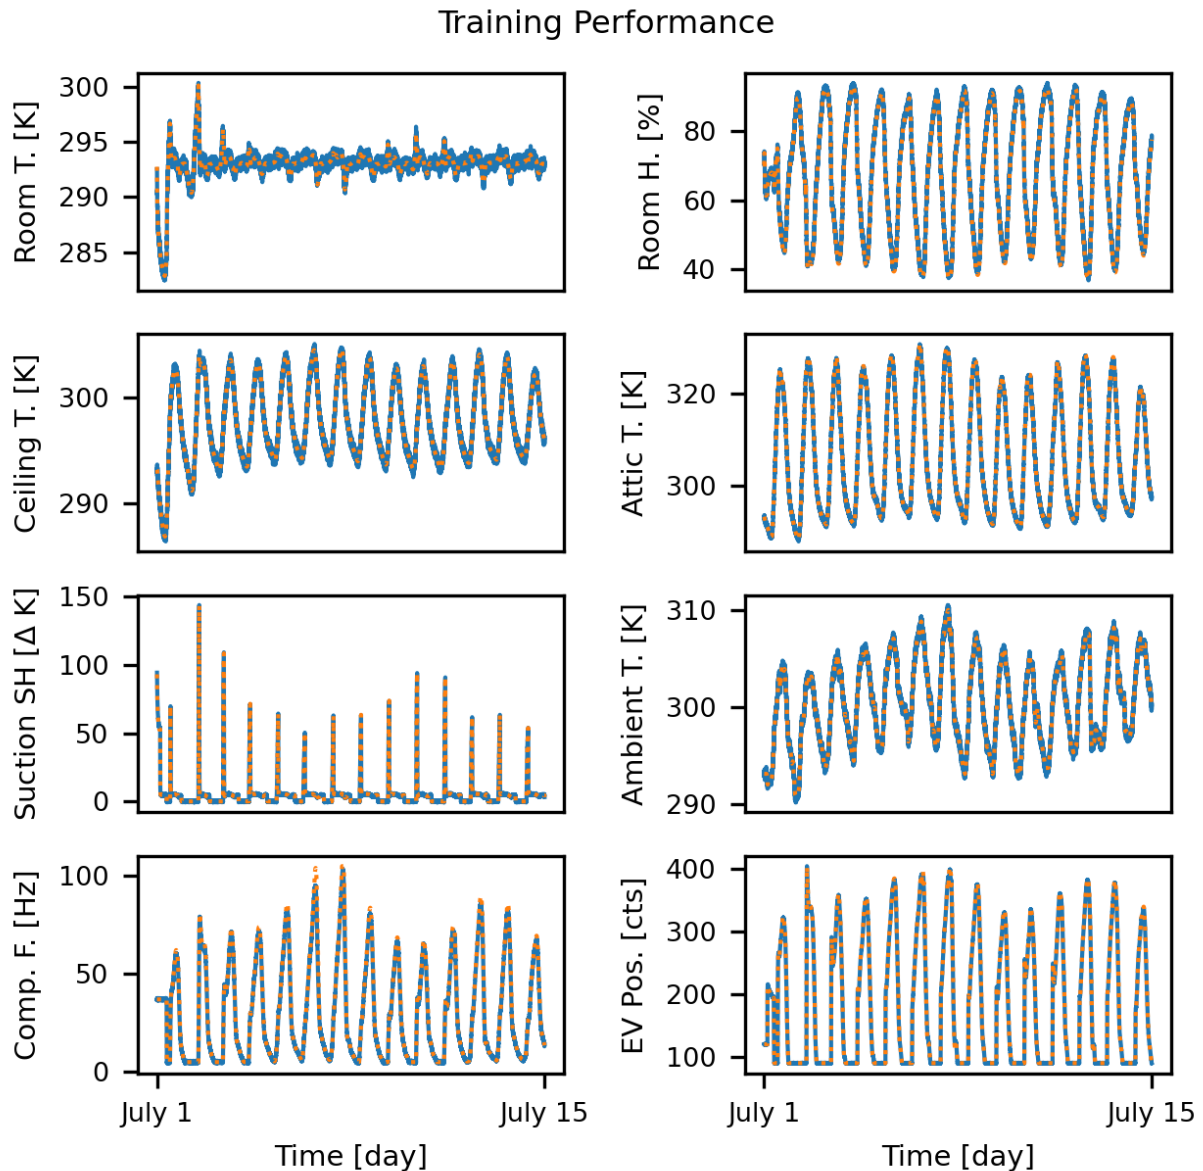 Training Performance
Room T. [K]
300
295
290
285
Room H. [%]
80
60
40
Ceiling T. [K]
300
290
Attic T. [K]
320
300
Suction SH [Δ K]
150
100
50
0
Ambient T. [K]
310
300
290
Comp. F. [Hz]
100
50
0
EV Pos. [cts]
400
300
200
100
July 1
July 15
July 1
July 15
Time [day]
Time [day]